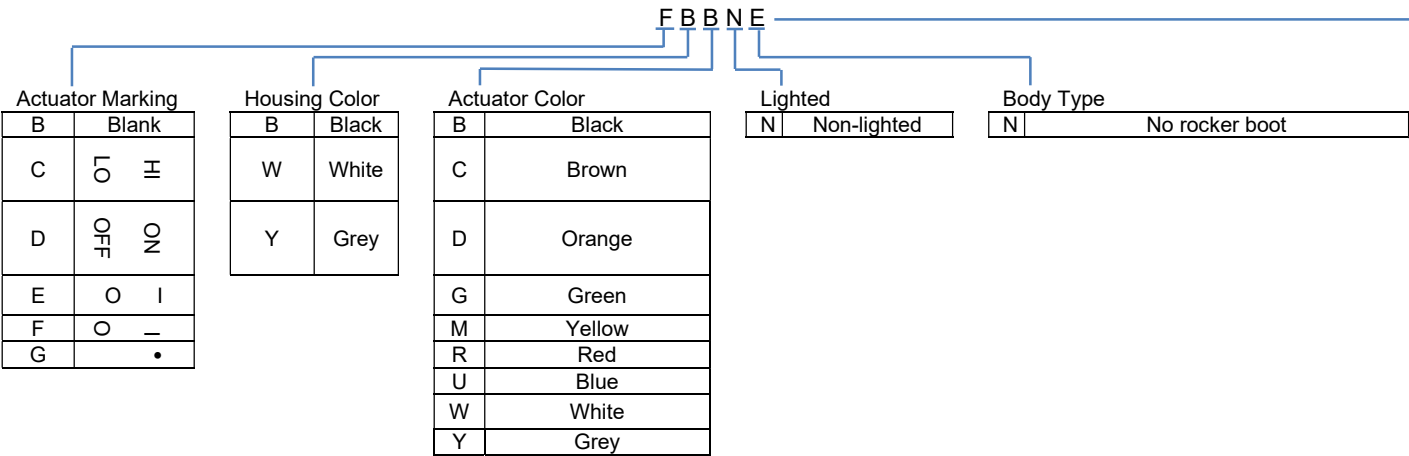 F B B N E
Actuator Marking
B Blank
C LO HI
D OFF ON
E O I
F O I
G •
Housing Color
B Black
W White
Y Grey
Actuator Color
B Black
C Brown
D Orange
G Green
M Yellow
R Red
U Blue
W White
Y Grey
Lighted
N Non-lighted
Body Type
N No rocker boot